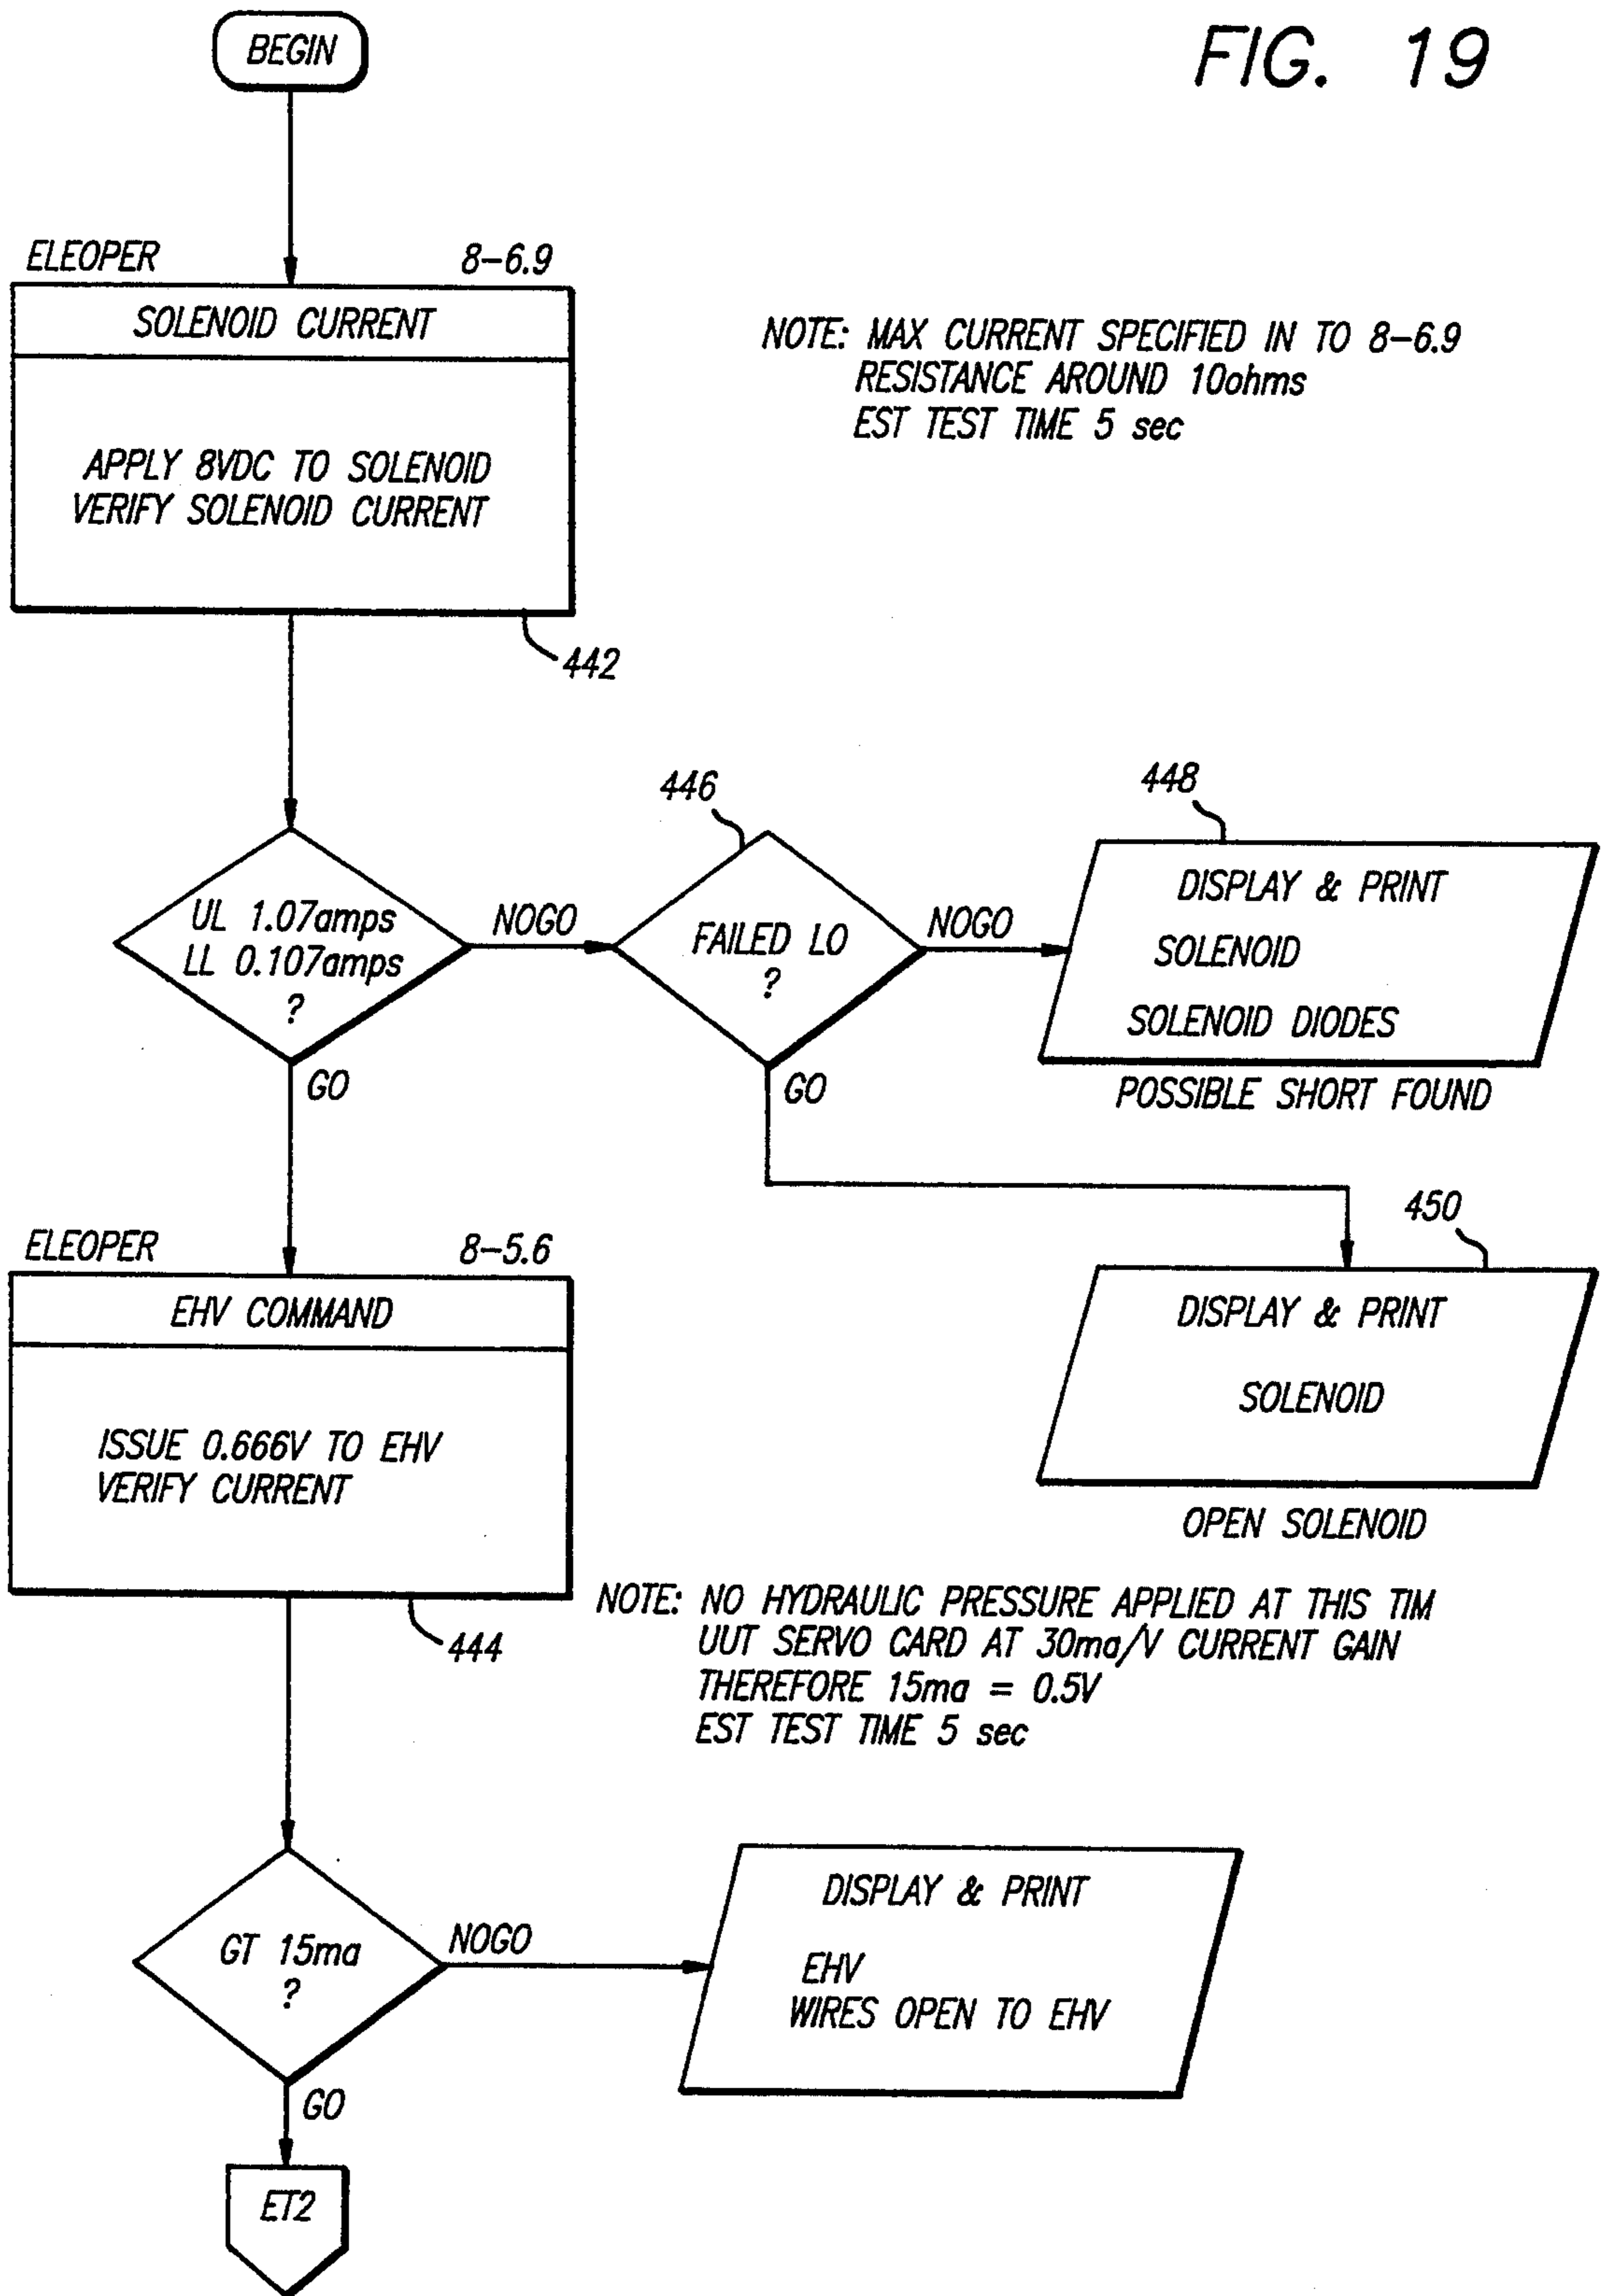 FIG. 19
BEGIN
ELEOPER
8-6.9
SOLENOID CURRENT
APPLY 8VDC TO SOLENOID
VERIFY SOLENOID CURRENT
442
NOTE: MAX CURRENT SPECIFIED IN TO 8-6.9
RESISTANCE AROUND 10ohms
EST TEST TIME 5 sec
UL 1.07amps
LL 0.107amps
?
NOGO
GO
446
FAILED LO
?
NOGO
GO
448
DISPLAY & PRINT
SOLENOID
SOLENOID DIODES
POSSIBLE SHORT FOUND
450
DISPLAY & PRINT
SOLENOID
OPEN SOLENOID
ELEOPER
8-5.6
EHV COMMAND
ISSUE 0.666V TO EHV
VERIFY CURRENT
444
NOTE: NO HYDRAULIC PRESSURE APPLIED AT THIS TIM
UUT SERVO CARD AT 30ma/V CURRENT GAIN
THEREFORE 15ma = 0.5V
EST TEST TIME 5 sec
GT 15ma
?
NOGO
GO
DISPLAY & PRINT
EHV
WIRES OPEN TO EHV
ET2